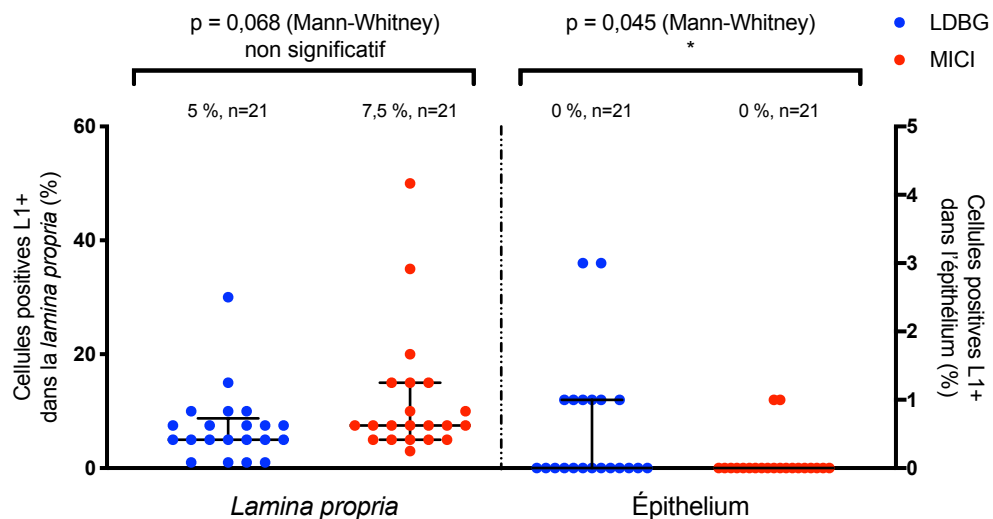 p = 0,068 (Mann-Whitney)
non significatif
p = 0,045 (Mann-Whitney)
*
LDBG
MICI
5 %, n=21
7,5 %, n=21
0 %, n=21
0 %, n=21
Cellules positives L1+
dans la lamina propria (%)
60
40
20
0
5
4
3
2
1
0
Cellules positives L1+
dans l'épithélium (%)
Lamina propria
Épithelium